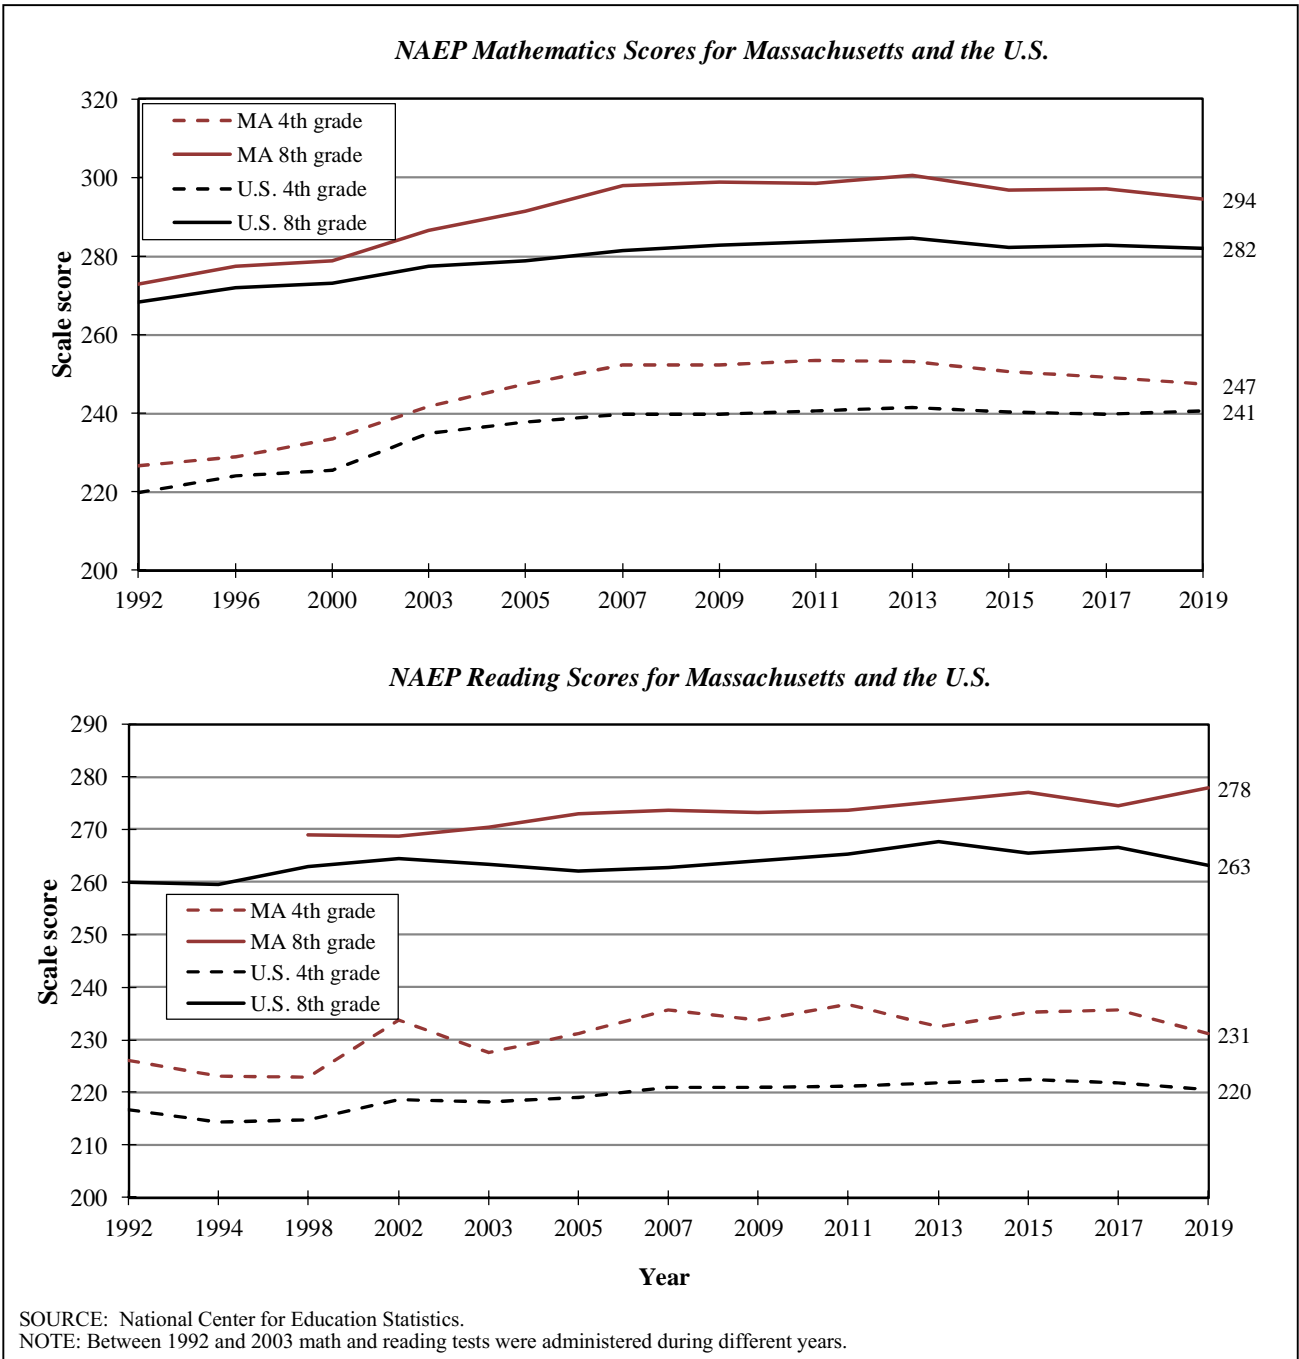 NAEP Mathematics Scores for Massachusetts and the U.S.
320
300
280
260
240
220
200
Scale score
MA 4th grade
MA 8th grade
U.S. 4th grade
U.S. 8th grade
294
282
247
241
1992 1996 2000 2003 2005 2007 2009 2011 2013 2015 2017 2019
NAEP Reading Scores for Massachusetts and the U.S.
290
280
270
260
250
240
230
220
210
200
Scale score
MA 4th grade
MA 8th grade
U.S. 4th grade
U.S. 8th grade
278
263
231
220
1992 1994 1998 2002 2003 2005 2007 2009 2011 2013 2015 2017 2019
Year
SOURCE: National Center for Education Statistics.
NOTE: Between 1992 and 2003 math and reading tests were administered during different years.